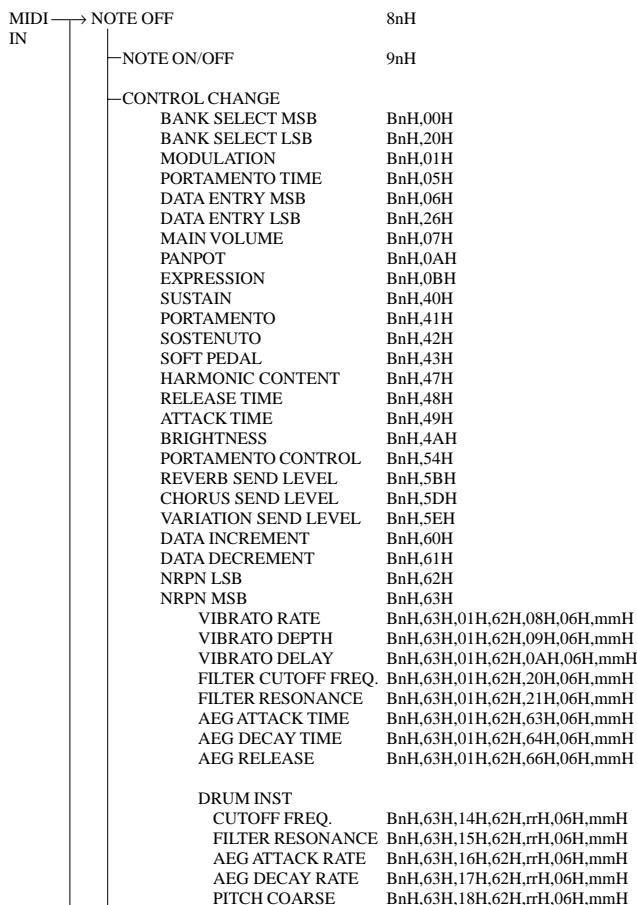 MIDI → NOTE OFF 8nH
IN
NOTE ON/OFF 9nH
CONTROL CHANGE
BANK SELECT MSB BnH,00H
BANK SELECT LSB BnH,20H
MODULATION BnH,01H
PORTAMENTO TIME BnH,05H
DATA ENTRY MSB BnH,06H
DATA ENTRY LSB BnH,26H
MAIN VOLUME BnH,07H
PANPOT BnH,0AH
EXPRESSION BnH,0BH
SUSTAIN BnH,40H
PORTAMENTO BnH,41H
SOSTENUTO BnH,42H
SOFT PEDAL BnH,43H
HARMONIC CONTENT BnH,47H
RELEASE TIME BnH,48H
ATTACK TIME BnH,49H
BRIGHTNESS BnH,4AH
PORTAMENTO CONTROL BnH,54H
REVERB SEND LEVEL BnH,5BH
CHORUS SEND LEVEL BnH,5DH
VARIATION SEND LEVEL BnH,5EH
DATA INCREMENT BnH,60H
DATA DECREMENT BnH,61H
NRPN LSB BnH,62H
NRPN MSB BnH,63H
VIBRATO RATE BnH,63H,01H,62H,08H,06H,mmH
VIBRATO DEPTH BnH,63H,01H,62H,09H,06H,mmH
VIBRATO DELAY BnH,63H,01H,62H,0AH,06H,mmH
FILTER CUTOFF FREQ. BnH,63H,01H,62H,20H,06H,mmH
FILTER RESONANCE BnH,63H,01H,62H,21H,06H,mmH
AEG ATTACK TIME BnH,63H,01H,62H,63H,06H,mmH
AEG DECAY TIME BnH,63H,01H,62H,64H,06H,mmH
AEG RELEASE BnH,63H,01H,62H,66H,06H,mmH
DRUM INST
CUTOFF FREQ. BnH,63H,14H,62H,rrH,06H,mmH
FILTER RESONANCE BnH,63H,15H,62H,rrH,06H,mmH
AEG ATTACK RATE BnH,63H,16H,62H,rrH,06H,mmH
AEG DECAY RATE BnH,63H,17H,62H,rrH,06H,mmH
PITCH COARSE BnH,63H,18H,62H,rrH,06H,mmH